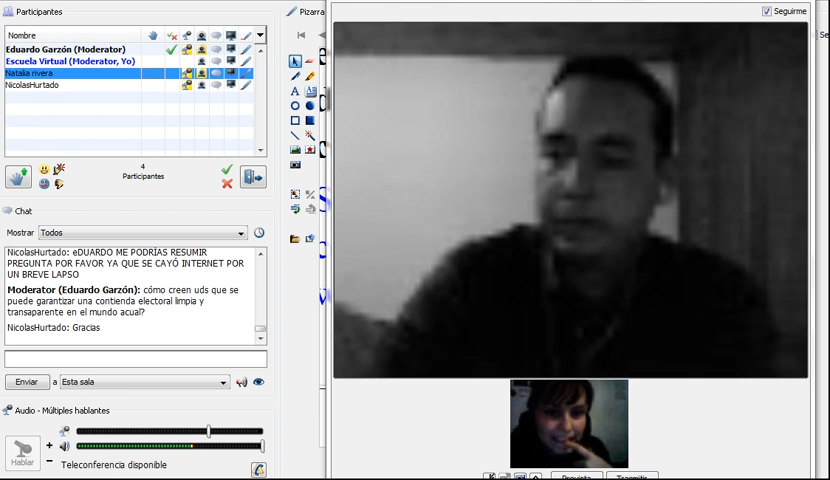 Participantes
Nombre
Eduardo Garzón (Moderator)
Escuela Virtual (Moderator, Yo)
Natalia rivera
NicolasHurtado
4
Participantes
Chat
Mostrar Todos
NicolasHurtado: eDUARDO ME PODRÍAS RESUMIR
PREGUNTA POR FAVOR YA QUE SE CAYÓ INTERNET POR
UN BREVE LAPSO
Moderator (Eduardo Garzón): cómo creen uds que se
puede garantizar una contienda electoral limpia y
transaparente en el mundo acual?
NicolasHurtado: Gracias
Enviar a Esta sala
Audio - Múltiples hablantes
Hablar
Teleconferencia disponible
Pizarra
Seguirme
Se